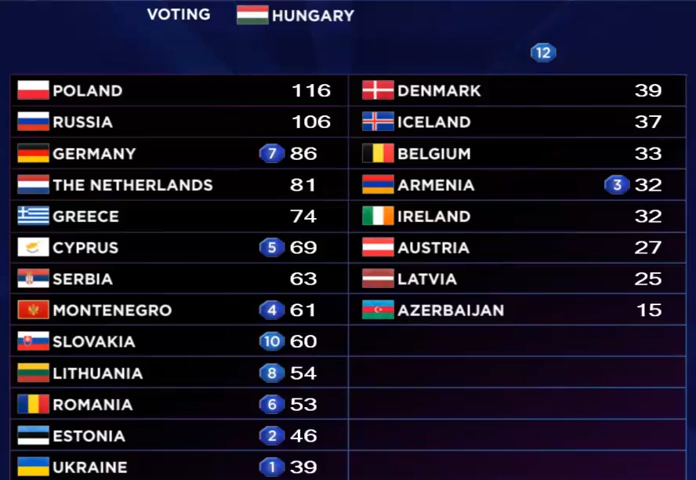 VOTING HUNGARY
12
POLAND 116
RUSSIA 106
GERMANY 7 86
THE NETHERLANDS 81
GREECE 74
CYPRUS 5 69
SERBIA 63
MONTENEGRO 4 61
SLOVAKIA 10 60
LITHUANIA 8 54
ROMANIA 6 53
ESTONIA 2 46
UKRAINE 1 39
DENMARK 39
ICELAND 37
BELGIUM 33
ARMENIA 3 32
IRELAND 32
AUSTRIA 27
LATVIA 25
AZERBAIJAN 15